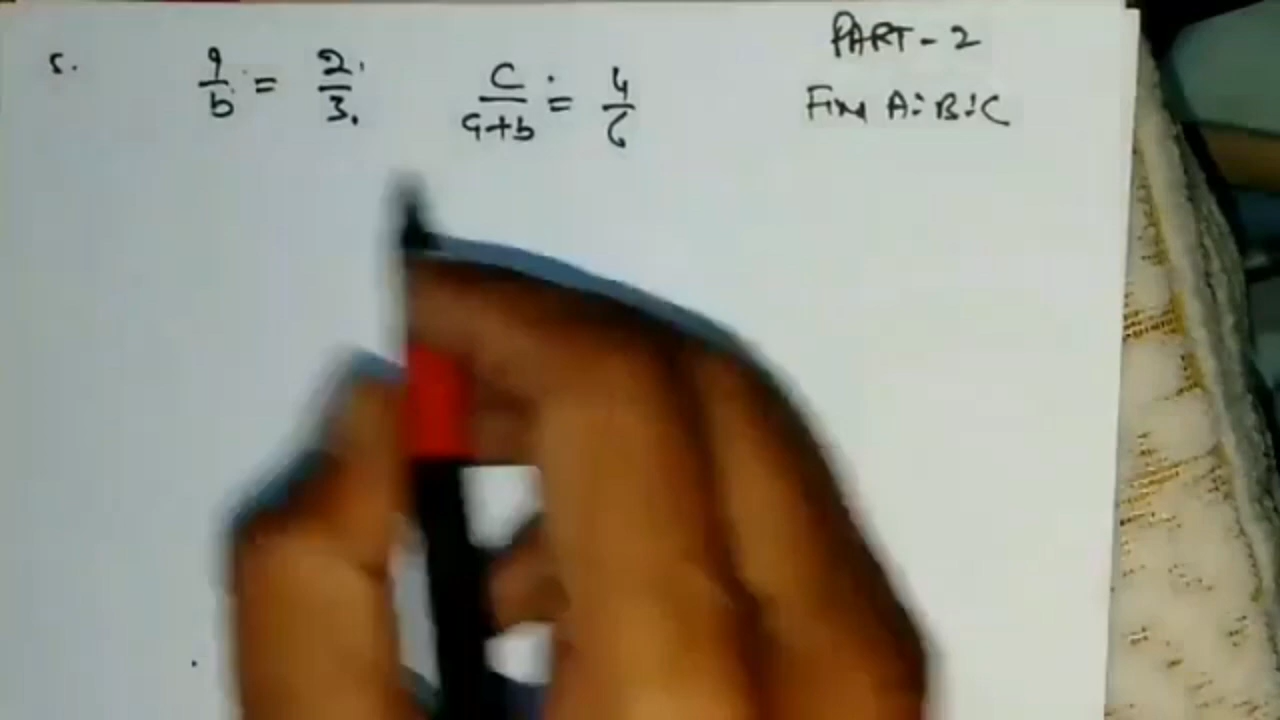 PART-2
5. a/b = 2/3 c/a+b = 4/6
Find A:B:C